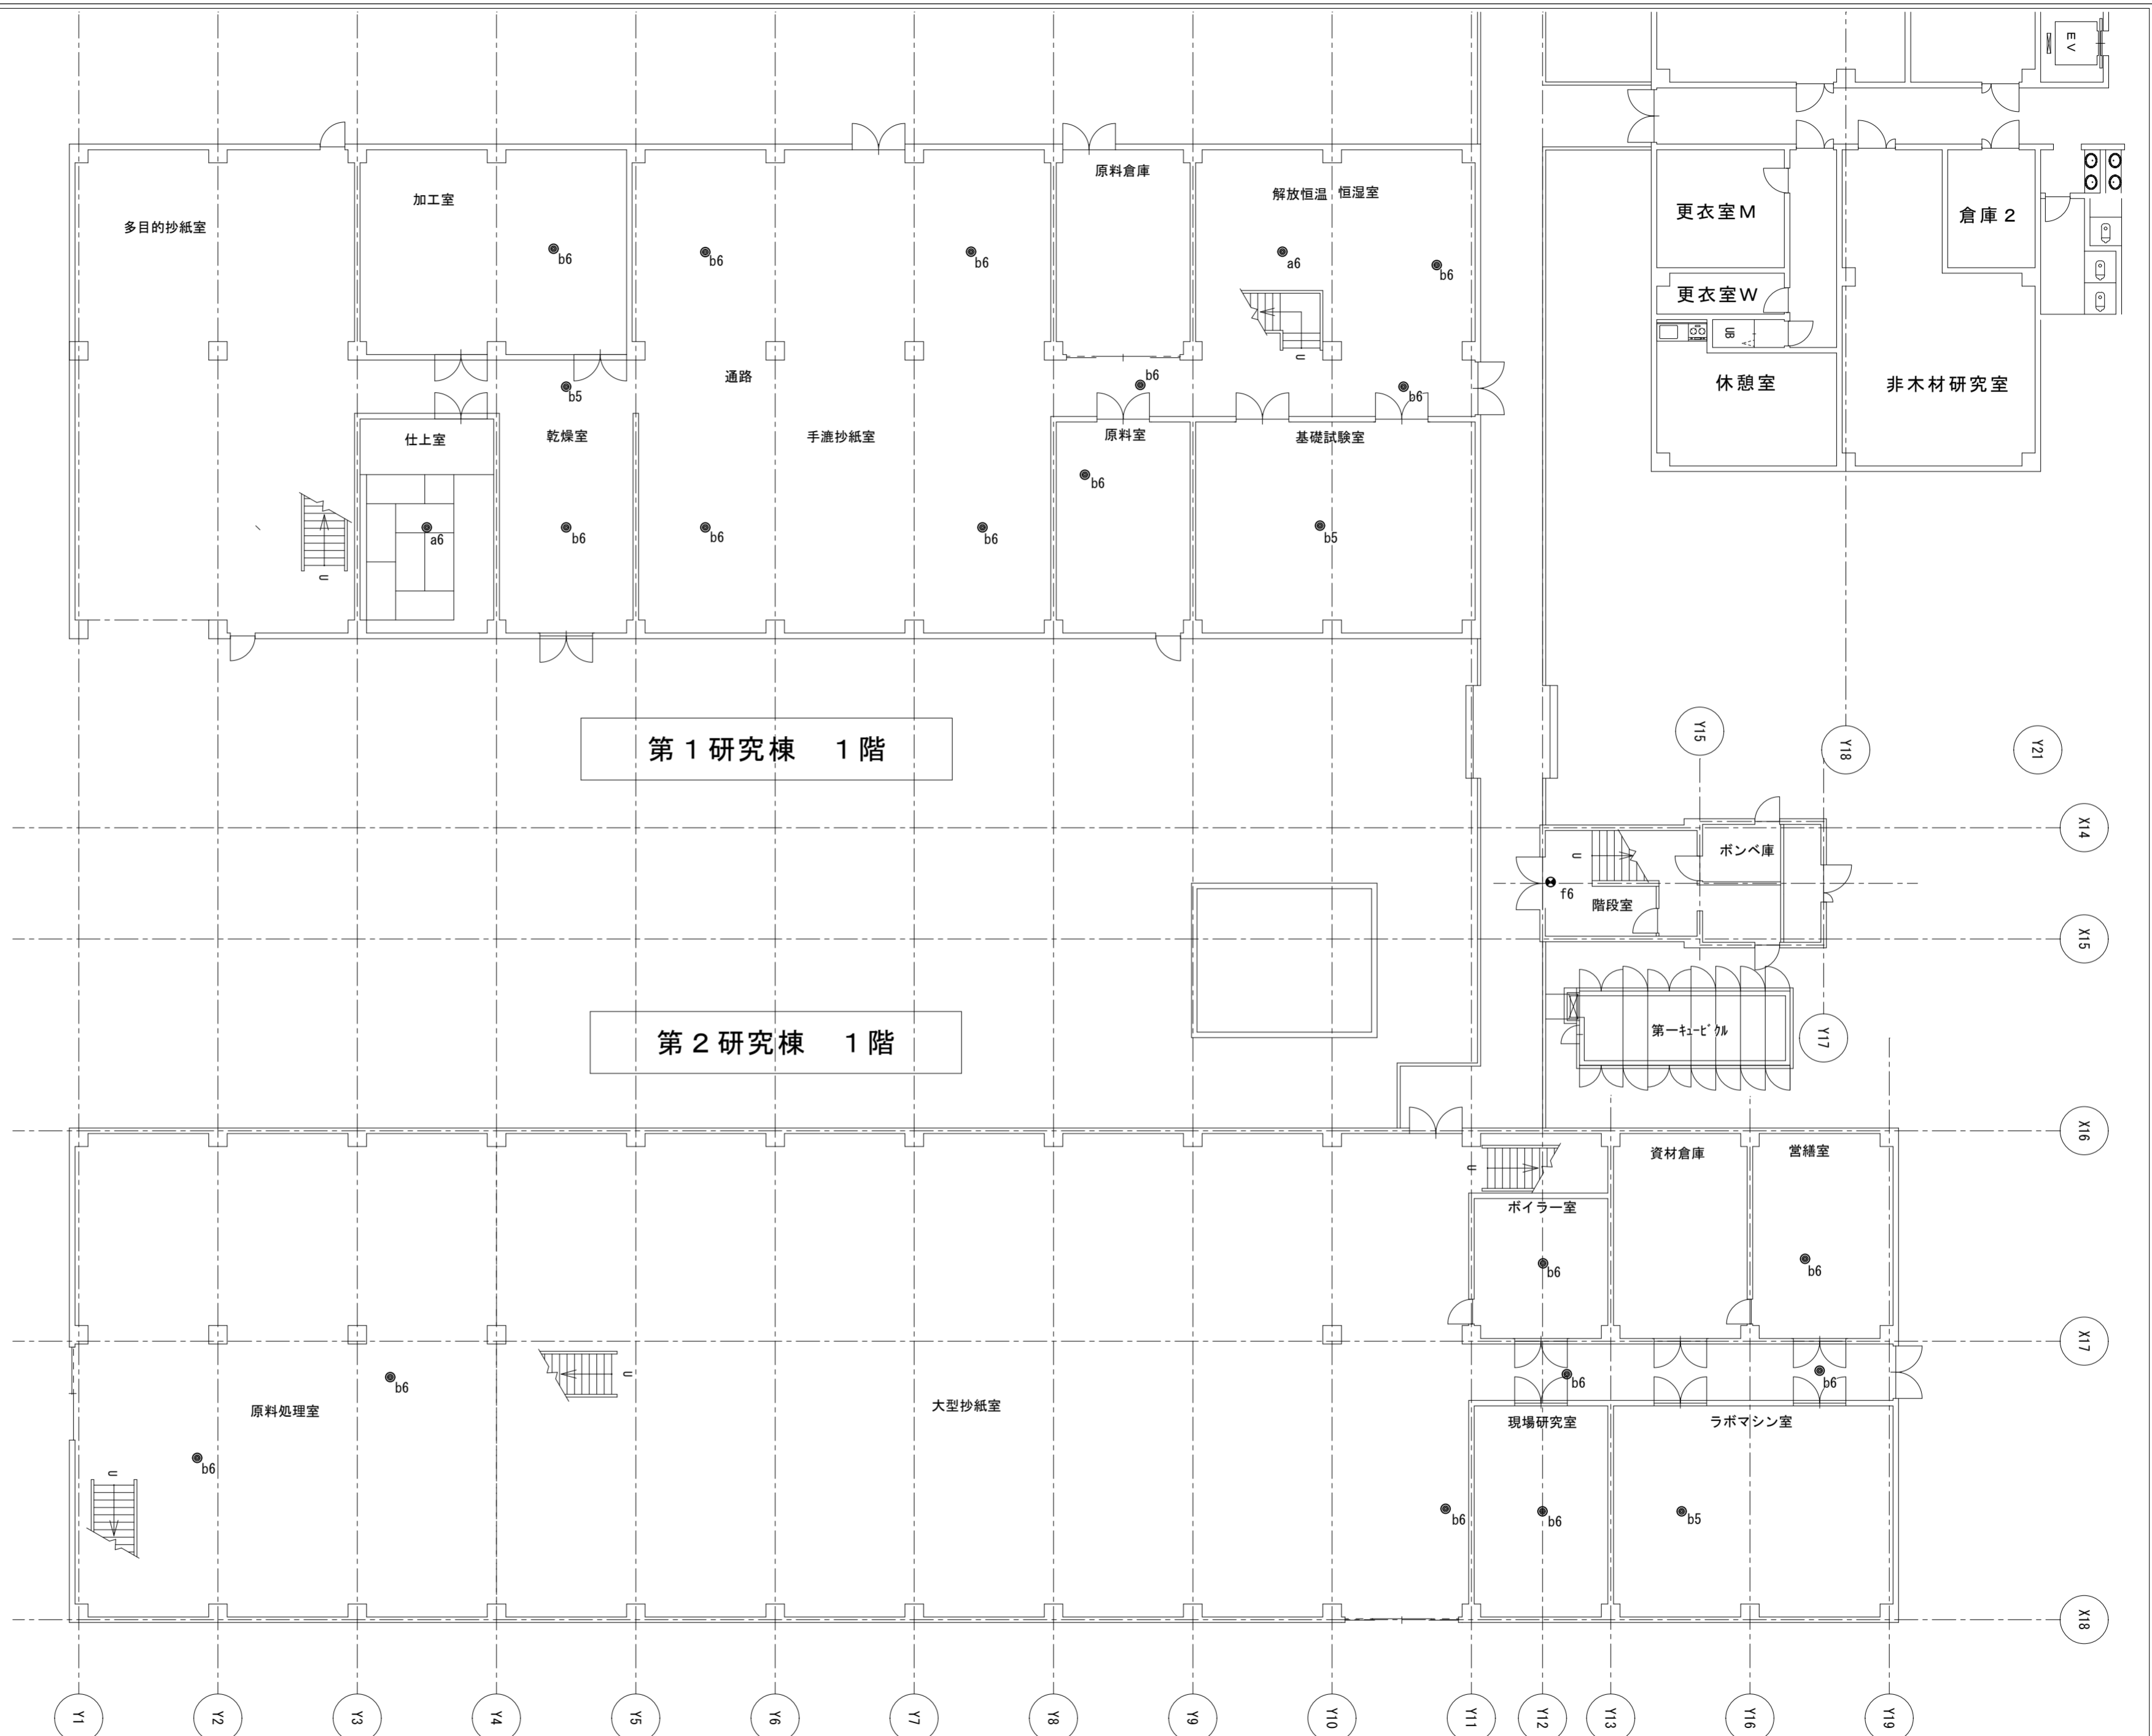 EV
原料倉庫
加工室
解放恒温 恒湿室
多目的抄紙室
更衣室M
倉庫2
b6
b6
b6
a6
b6
更衣室W
UB
U
通路
休憩室
非木材研究室
b5
b6
b6
仕上室
乾燥室
手漉抄紙室
原料室
基礎試験室
b6
a6
b6
b6
b6
b5
U
第1研究棟 1階
Y15
Y18
Y21
X14
ボンベ庫
U
f6
階段室
X15
第2研究棟 1階
第一キュービクル
Y17
X16
資材倉庫
営繕室
U
ボイラー室
b6
b6
X17
b6
U
b6
b6
原料処理室
大型抄紙室
現場研究室
ラボマシン室
b6
U
b6
b6
b5
X18
Y1
Y2
Y3
Y4
Y5
Y6
Y7
Y8
Y9
Y10
Y11
Y12
Y13
Y16
Y19